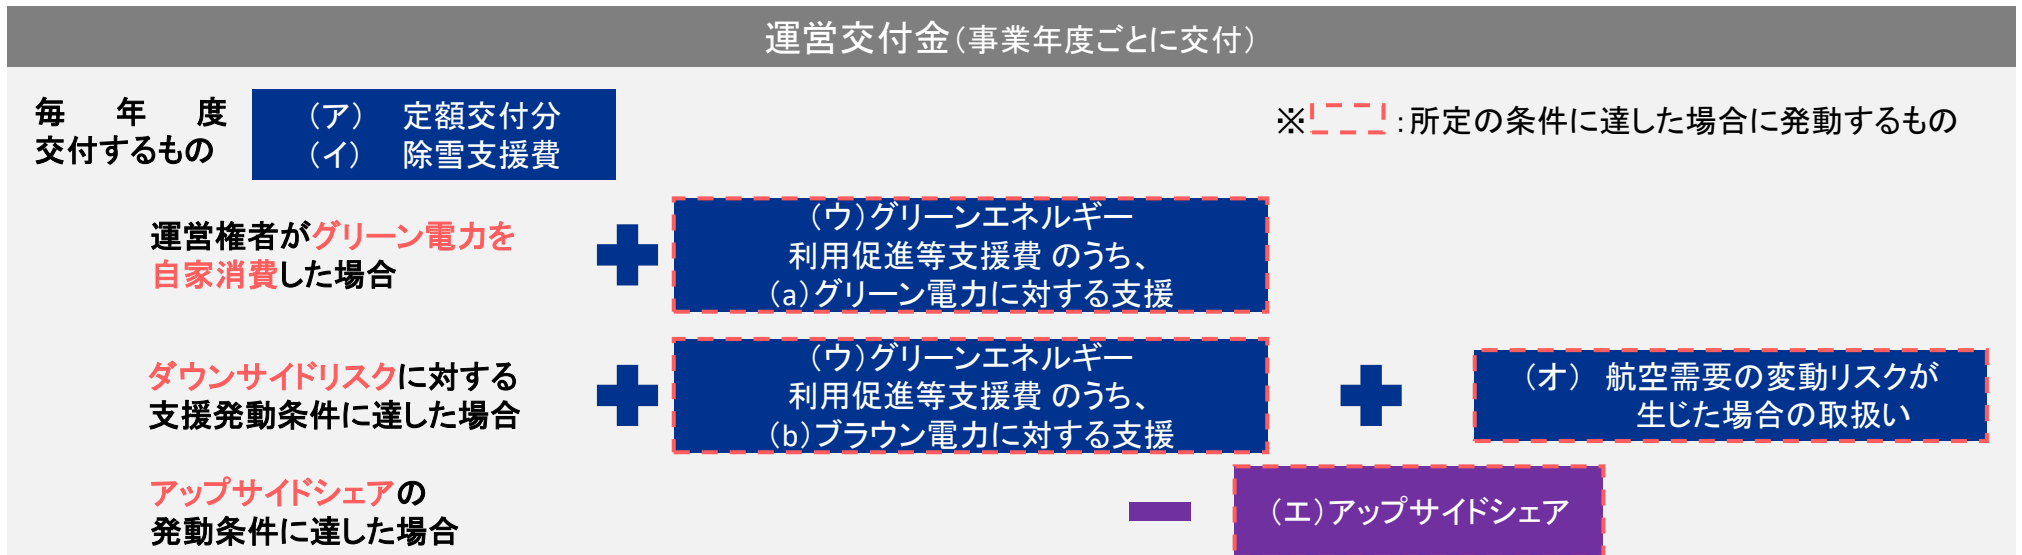 運営交付金(事業年度ごとに交付)
毎年度
交付するもの
(ア) 定額交付分
(イ) 除雪支援費
※ :所定の条件に達した場合に発動するもの
運営権者がグリーン電力を
自家消費した場合
(ウ)グリーンエネルギー
利用促進等支援費 のうち、
(a)グリーン電力に対する支援
ダウンサイドリスクに対する
支援発動条件に達した場合
(ウ)グリーンエネルギー
利用促進等支援費 のうち、
(b)ブラウン電力に対する支援
(オ) 航空需要の変動リスクが
生じた場合の取扱い
アップサイドシェアの
発動条件に達した場合
(エ)アップサイドシェア